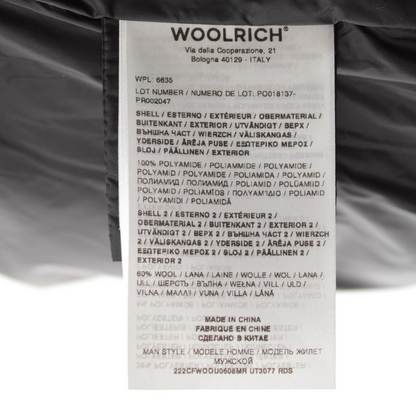 WOOLRICH®
Via della Cooperazione, 21
Bologna 40129 - ITALY
WPL: 6635
LOT NUMBER / NUMERO DE LOT: PO018137-
PR002047
SHELL / ESTERNO / EXTÉRIEUR / OBERMATERIAL /
BUITENKANT / EXTERIOR / UTVÄNDIGT / ВЕРХ /
ВЪНШНА ЧАСТ / WIERZCH / VÄLISKANGAS /
YDERSIDE / ĀRĒJA PUSE / ΕΞΩΤΕΡΙΚΟ ΜΕΡΟΣ /
SLOJ / PÄÄLLINEN / EXTERIOR
100% POLYAMIDE / POLIAMMIDE / POLYAMIDE /
POLYAMID / POLYAMIDE / POLIAMIDA / POLYAMID /
ПОЛИАМИД / ПОЛИАМИД / POLIAMID /
POLYAMID /
POLIAMID / POLYAMIDI / POLIAMIDĂ
SHELL 2 / ESTERNO 2 / EXTÉRIEUR 2 /
OBERMATERIAL 2 / BUITENKANT 2 / EXTERIOR 2 /
UTVÄNDIGT 2 / ВЕРХ 2 / ВЪНШНА ЧАСТ 2 / WIERZCH
2 / VÄLISKANGAS 2 / YDERSIDE 2 / ĀRĒJA PUSE 2 /
ΕΞΩΤΕΡΙΚΟ ΜΕΡΟΣ 2 / SLOJ 2 / PÄÄLLINEN 2 /
EXTERIOR 2
60% WOOL / LANA / LAINE / WOLLE / WOL / LANA /
ULL / ШЕРСТЬ / ВЪЛНА / WEŁNA / VILL / ULD /
VILNA / ΜΑΛΛΙ / VUNA / VILLA / LÂNĂ
MADE IN CHINA
FABRIQUE EN CHINE
СДЕЛАНО В КИТАЕ
MAN STYLE / MODELE HOMME / МОДЕЛЬ ЖИЛЕТ
МУЖСКОЙ
222CFWOOU0608MR UT3077 RDS